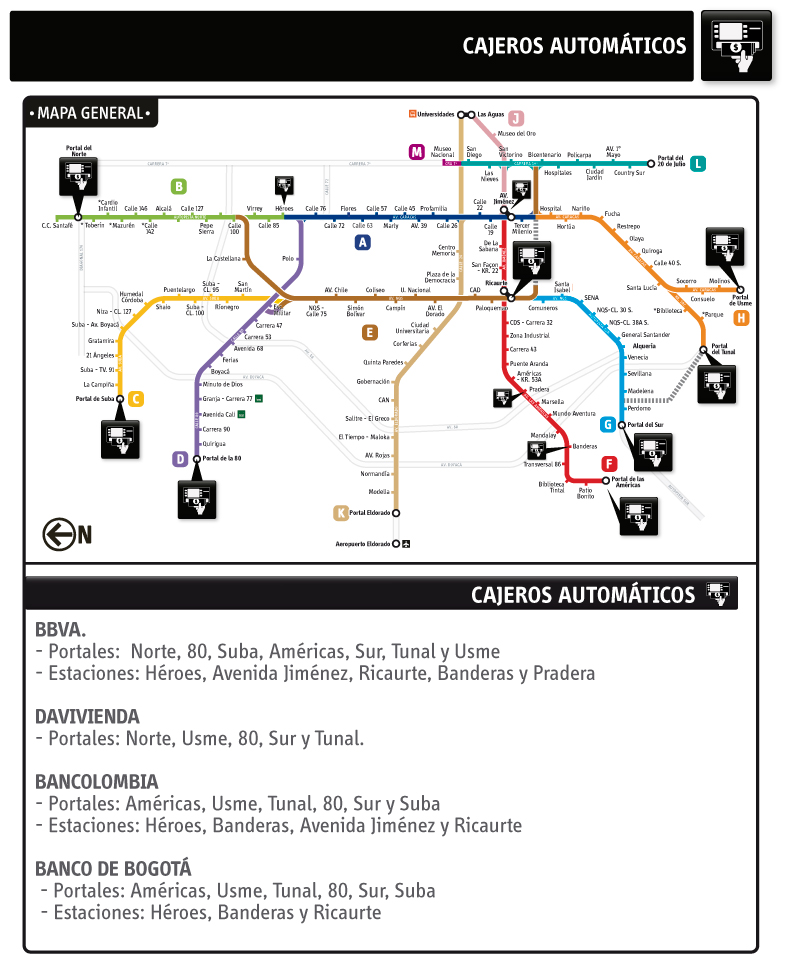 CAJEROS AUTOMÁTICOS
• MAPA GENERAL •
Universidades
Las Aguas
J
Museo del Oro
M
Museo Nacional
San Diego
San Victorino
Bicentenario
Policarpa
AV. 1° Mayo
Portal del 20 de Julio
L
Las Nieves
Hospitales
Ciudad Jardín
Country Sur
Portal del Norte
CARRERA 7ª
CARRERA 7ª
B
*Cardio Infantil
Calle 146
Alcalá
Calle 127
Virrey
Héroes
Calle 76
Flores
Calle 57
Calle 45
Profamilia
Calle 22
AV. Jiménez
Hospital
Nariño
Fucha
C.C. Santafé
* Toberín
*Mazurén
*Calle 142
Pepe Sierra
Calle 100
Calle 85
Calle 72
Calle 63
Marly
AV. 39
Calle 26
Calle 19
Tercer Milenio
Hortúa
Restrepo
Olaya
Quiroga
Calle 40 S.
A
La Castellana
Polo
Centro Memoria
De La Sabana
San Façon - KR. 22
Plaza de la Democracia
Ricaurte
Santa Lucía
Socorro
Molinos
Portal de Usme
H
Consuelo
*Biblioteca
*Parque
Portal del Tunal
Humedal Córdoba
Puentelargo
Suba - CL. 95
San Martín
Shaio
Suba - CL. 100
Rionegro
AV. Chile
Coliseo
U. Nacional
CAD
NQS - Calle 75
Simón Bolívar
Campín
AV. El Dorado
Paloquemao
Comuneros
Santa Isabel
SENA
NQS-CL. 30 S.
NQS-CL. 38A S.
General Santander
Alquería
Venecia
Sevillana
Madelena
Perdomo
G
Portal del Sur
E
Niza - CL. 127
Suba - Av. Boyacá
Gratamira
21 Ángeles
Suba - TV. 91
La Campiña
Portal de Suba
C
Carrera 47
Carrera 53
Avenida 68
Ferias
Boyacá
Minuto de Dios
Granja - Carrera 77
Avenida Cali
Carrera 90
Quirigua
D
Portal de la 80
Ciudad Universitaria
Corferias
Quinta Paredes
Gobernación
CAN
Salitre - El Greco
El Tiempo - Maloka
AV. Rojas
Normandía
Modelia
K
Portal Eldorado
Aeropuerto Eldorado
CDS - Carrera 32
Zona Industrial
Carrera 43
Puente Aranda
Américas - KR. 53A
Pradera
Marsella
Mundo Aventura
Mandalay
Banderas
Transversal 86
Biblioteca Tintal
Patio Bonito
F
Portal de las Américas
N
CAJEROS AUTOMÁTICOS
BBVA.
- Portales: Norte, 80, Suba, Américas, Sur, Tunal y Usme
- Estaciones: Héroes, Avenida Jiménez, Ricaurte, Banderas y Pradera
DAVIVIENDA
- Portales: Norte, Usme, 80, Sur y Tunal.
BANCOLOMBIA
- Portales: Américas, Usme, Tunal, 80, Sur y Suba
- Estaciones: Héroes, Banderas, Avenida Jiménez y Ricaurte
BANCO DE BOGOTÁ
- Portales: Américas, Usme, Tunal, 80, Sur, Suba
- Estaciones: Héroes, Banderas y Ricaurte